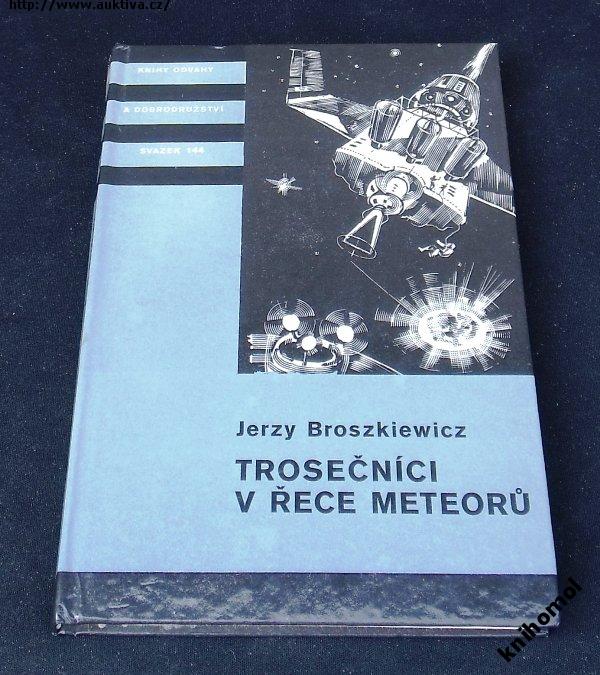 http://www.auktiva.cz/
KNIHY ODVAHY
A DOBRODRUŽSTVÍ
SVAZEK 144
Jerzy Broszkiewicz
TROSEČNÍCI
V ŘECE METEORŮ
knihomol